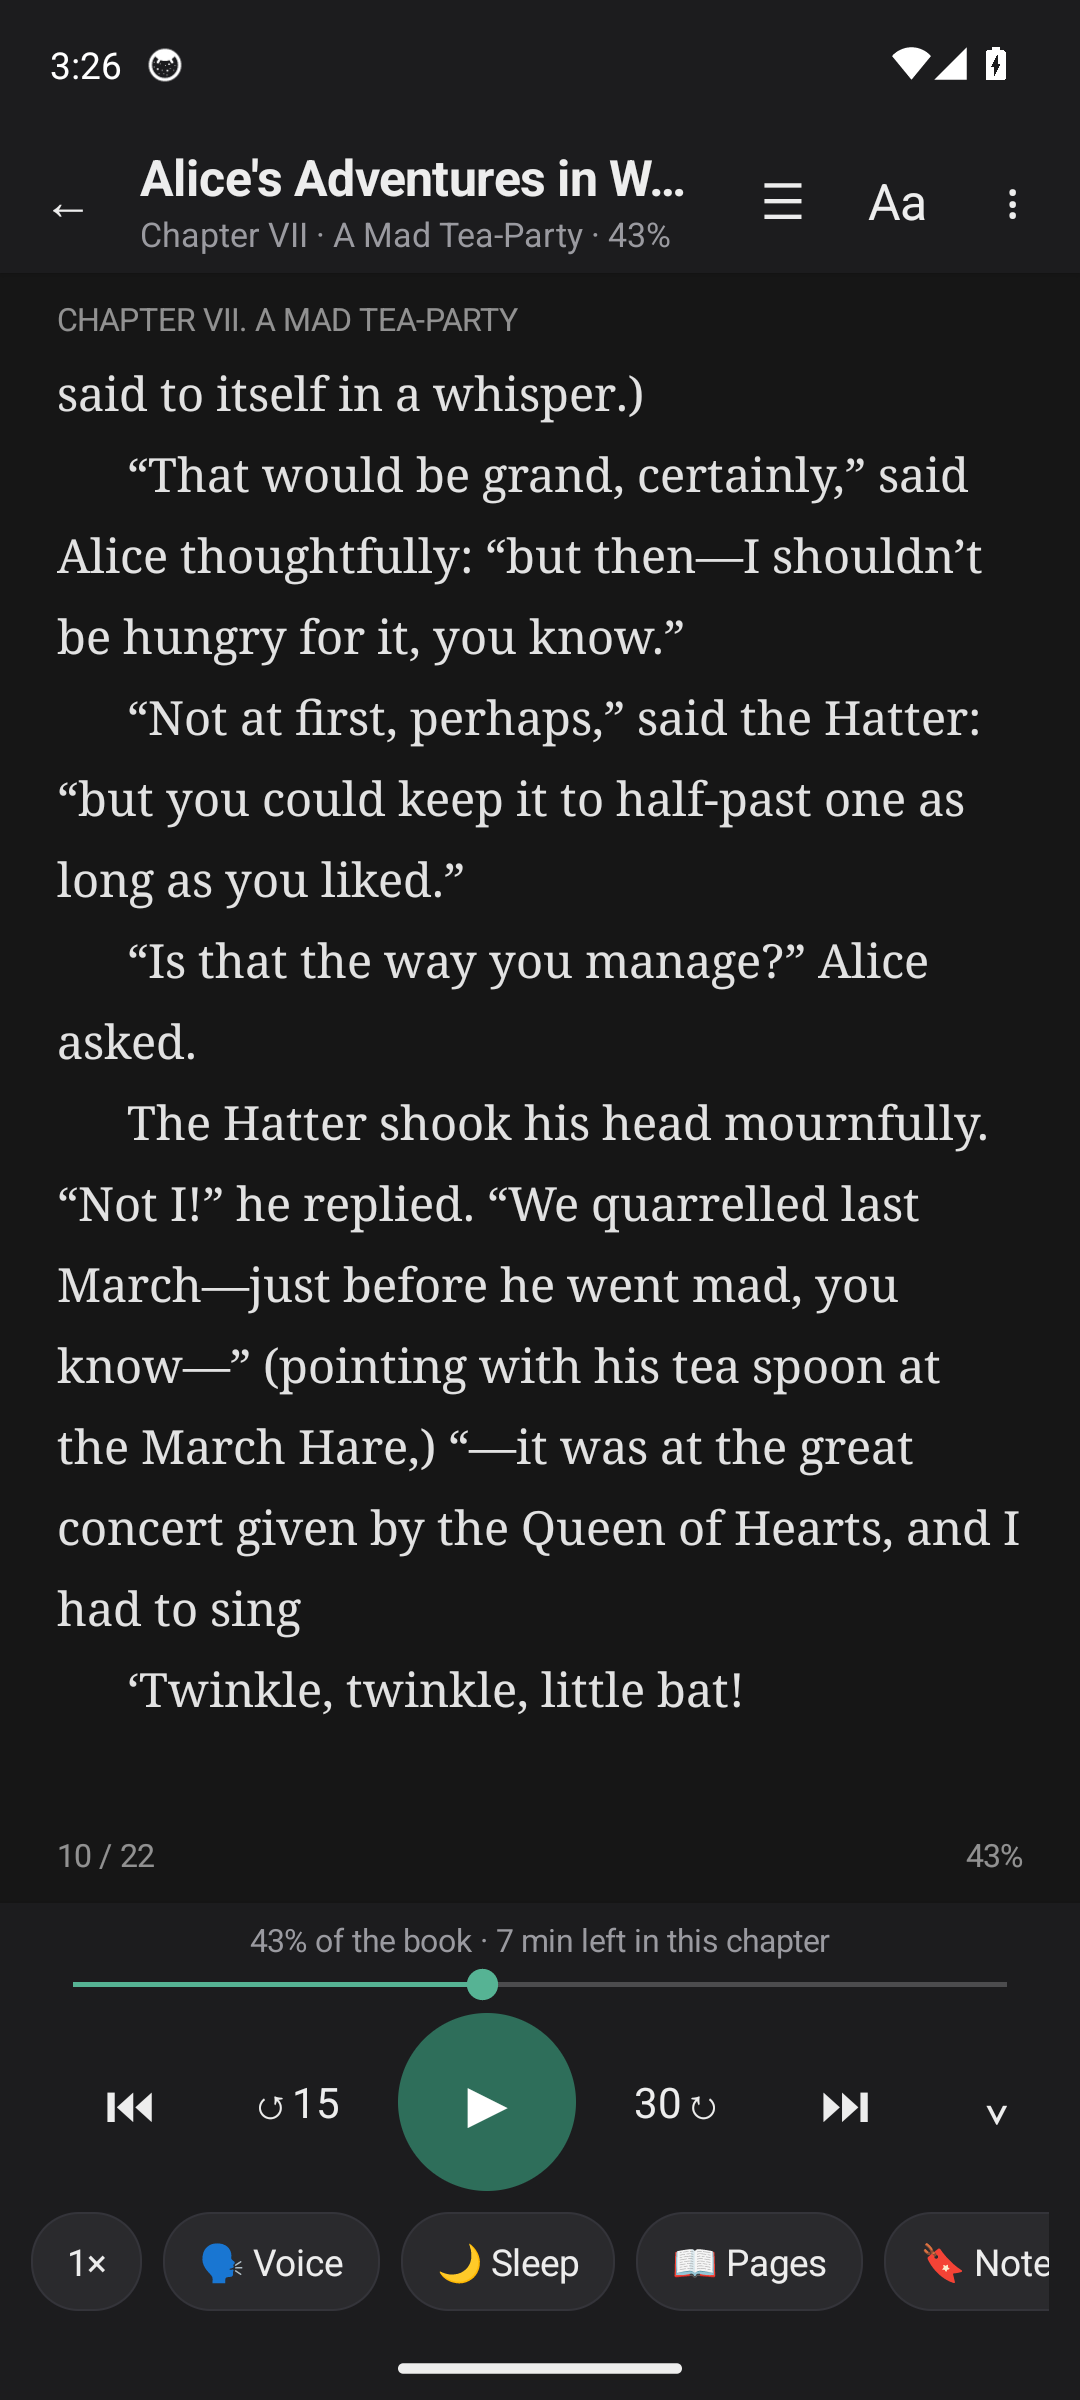 3:26
Alice's Adventures in W...
Chapter VII · A Mad Tea-Party · 43%
Aa
CHAPTER VII. A MAD TEA-PARTY
said to itself in a whisper.)
“That would be grand, certainly,” said
Alice thoughtfully: “but then—I shouldn’t
be hungry for it, you know.”
“Not at first, perhaps,” said the Hatter:
“but you could keep it to half-past one as
long as you liked.”
“Is that the way you manage?” Alice
asked.
The Hatter shook his head mournfully.
“Not I!” he replied. “We quarrelled last
March—just before he went mad, you
know—” (pointing with his tea spoon at
the March Hare,) “—it was at the great
concert given by the Queen of Hearts, and I
had to sing
‘Twinkle, twinkle, little bat!
10 / 22 43%
43% of the book · 7 min left in this chapter
15 30
1× Voice Sleep Pages Note